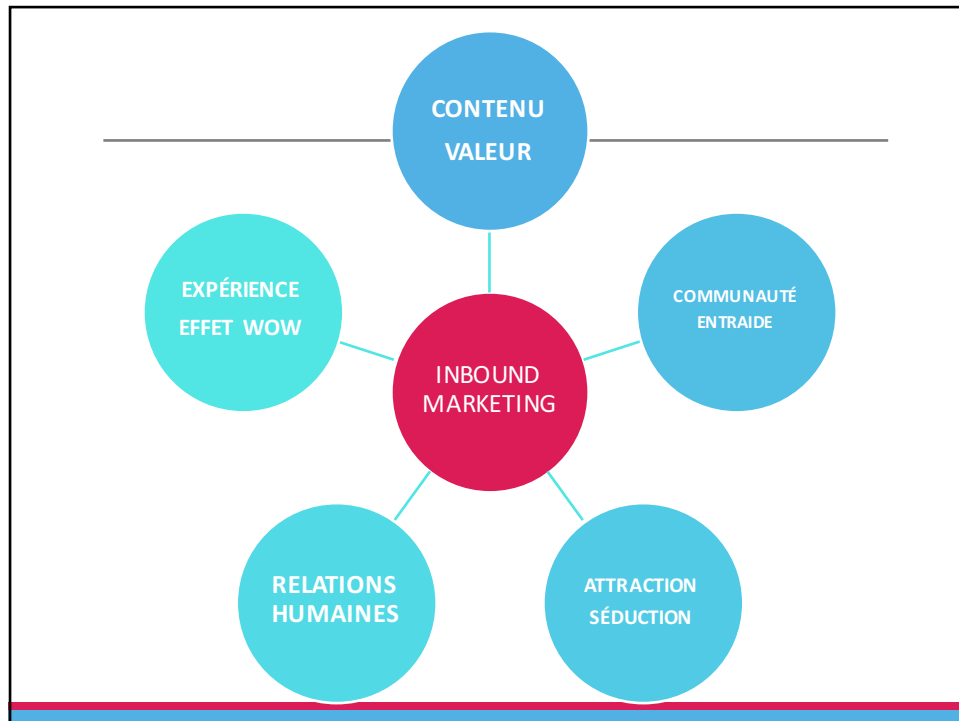 CONTENU
VALEUR
EXPÉRIENCE
EFFET WOW
COMMUNAUTÉ
ENTRAIDE
INBOUND
MARKETING
RELATIONS
HUMAINES
ATTRACTION
SÉDUCTION